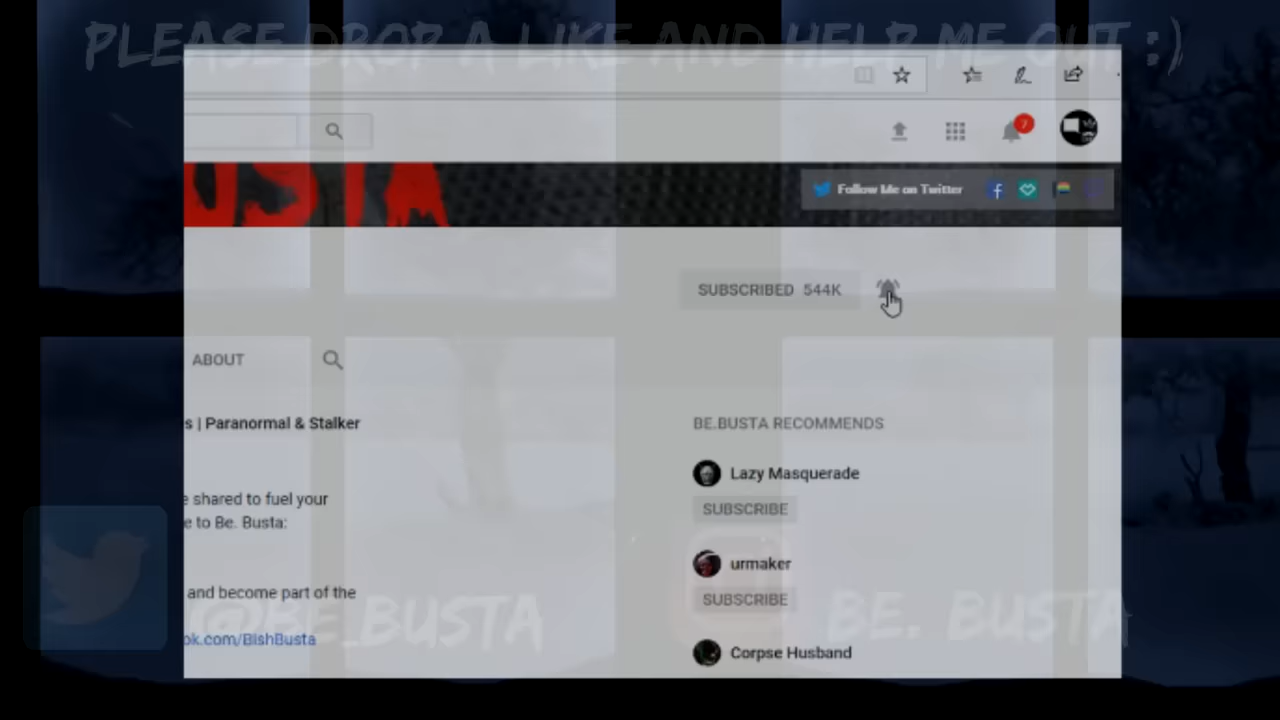 PLEASE DROP A LIKE AND HELP ME OUT :)
7
BUSTA
Follow Me on Twitter
SUBSCRIBED 544K
ABOUT
s | Paranormal & Stalker
BE.BUSTA RECOMMENDS
Lazy Masquerade
e shared to fuel your
SUBSCRIBE
e to Be. Busta:
urmaker
and become part of the
SUBSCRIBE
@BE_BUSTA
BE. BUSTA
ok.com/BishBusta
Corpse Husband